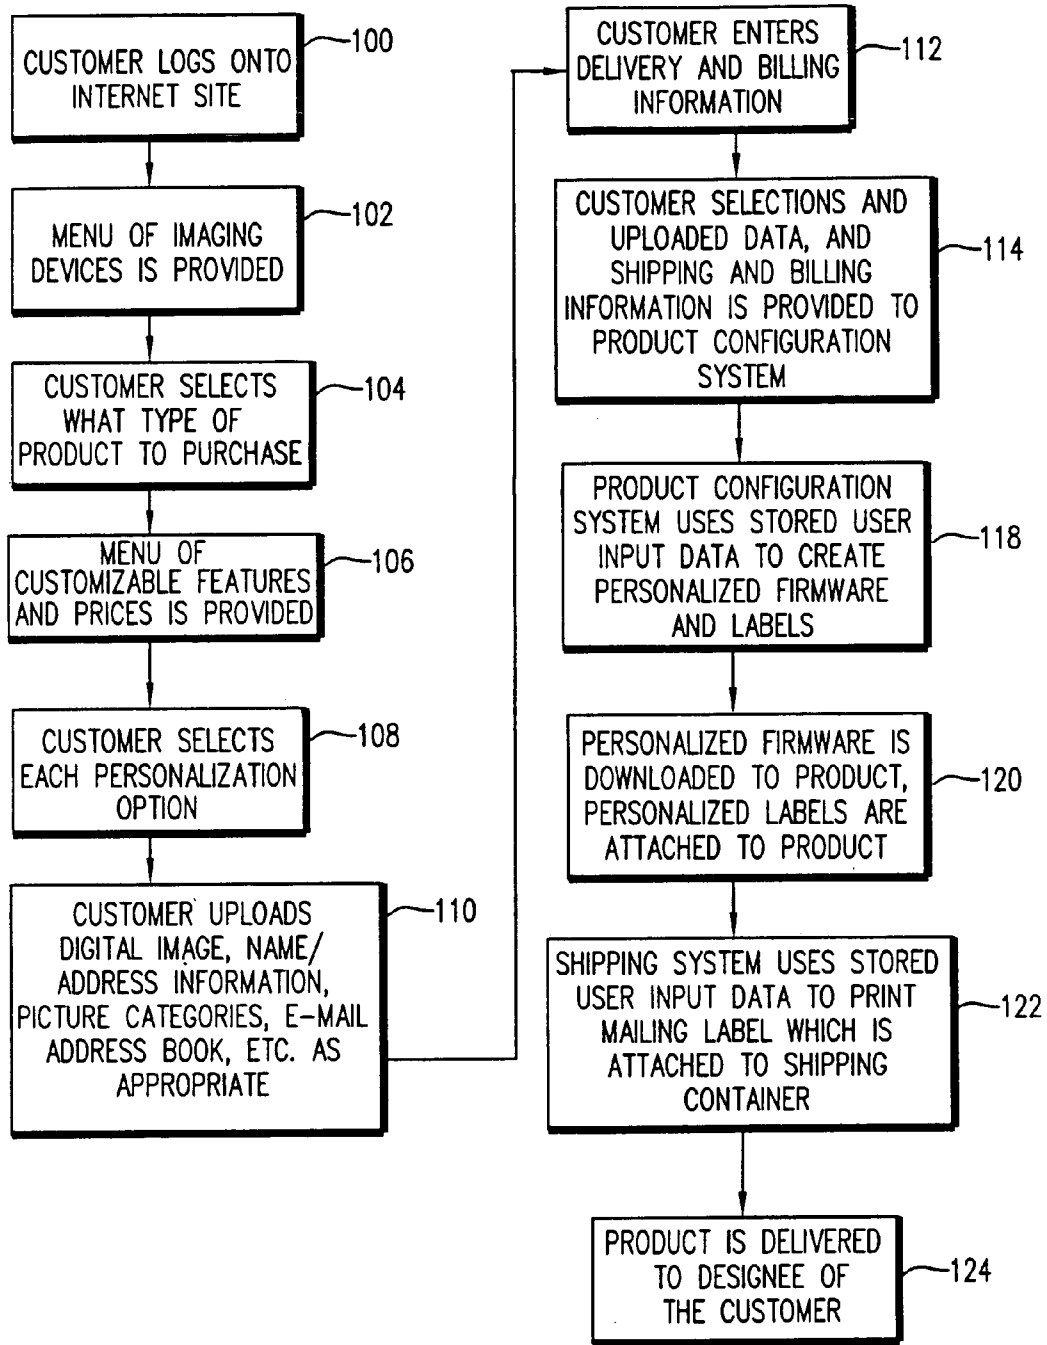 CUSTOMER LOGS ONTO
INTERNET SITE
100
MENU OF IMAGING
DEVICES IS PROVIDED
102
CUSTOMER SELECTS
WHAT TYPE OF
PRODUCT TO PURCHASE
104
MENU OF
CUSTOMIZABLE FEATURES
AND PRICES IS PROVIDED
106
CUSTOMER SELECTS
EACH PERSONALIZATION
OPTION
108
CUSTOMER UPLOADS
DIGITAL IMAGE, NAME/
ADDRESS INFORMATION,
PICTURE CATEGORIES, E-MAIL
ADDRESS BOOK, ETC. AS
APPROPRIATE
110
CUSTOMER ENTERS
DELIVERY AND BILLING
INFORMATION
112
CUSTOMER SELECTIONS AND
UPLOADED DATA, AND
SHIPPING AND BILLING
INFORMATION IS PROVIDED TO
PRODUCT CONFIGURATION
SYSTEM
114
PRODUCT CONFIGURATION
SYSTEM USES STORED USER
INPUT DATA TO CREATE
PERSONALIZED FIRMWARE
AND LABELS
118
PERSONALIZED FIRMWARE IS
DOWNLOADED TO PRODUCT,
PERSONALIZED LABELS ARE
ATTACHED TO PRODUCT
120
SHIPPING SYSTEM USES STORED
USER INPUT DATA TO PRINT
MAILING LABEL WHICH IS
ATTACHED TO SHIPPING
CONTAINER
122
PRODUCT IS DELIVERED
TO DESIGNEE OF
THE CUSTOMER
124